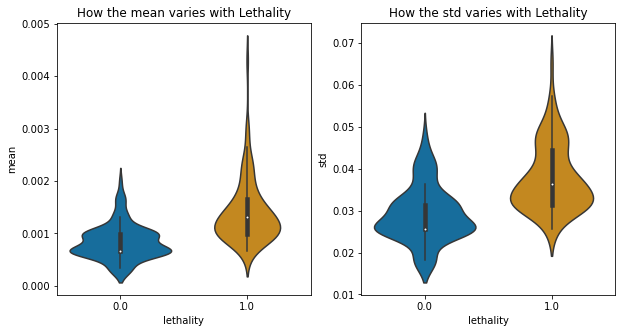 How the mean varies with Lethality
0.005
0.004
0.003
0.002
0.001
0.000
mean
0.0
1.0
lethality
How the std varies with Lethality
0.07
0.06
0.05
0.04
0.03
0.02
0.01
std
0.0
1.0
lethality